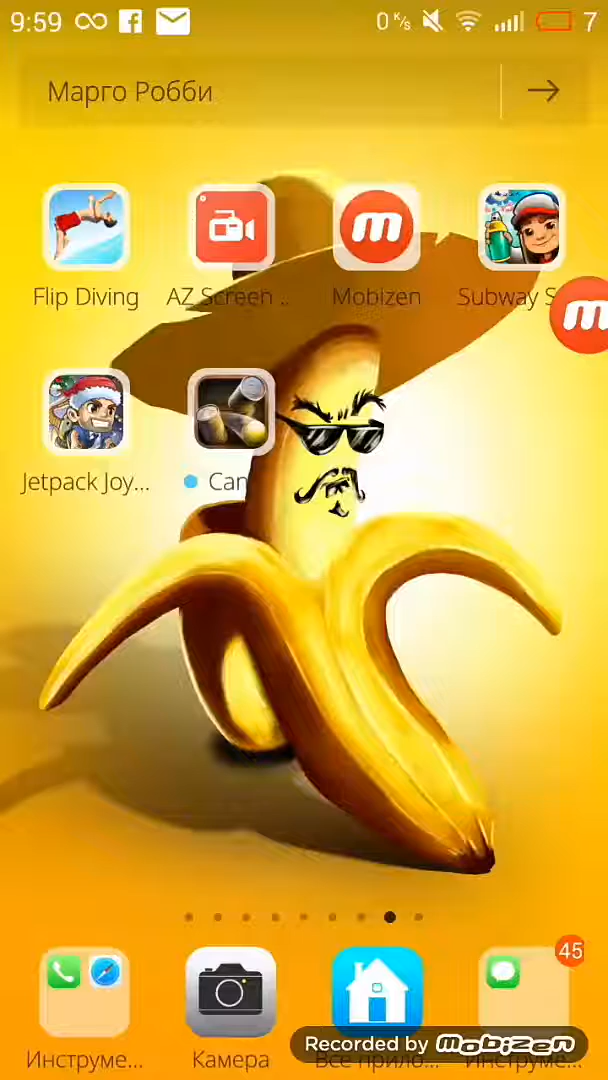 9:59
0 K/s
7
Марго Робби
Flip Diving
AZ Screen ..
Mobizen
Subway S
Jetpack Joy...
Can
45
Инструме...
Камера
Все прило...
Инструме...
Recorded by Mobizen